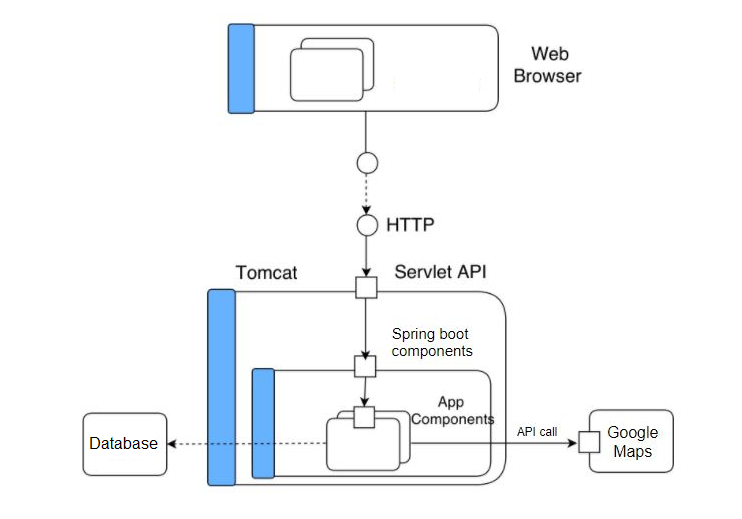 Web
Browser
HTTP
Tomcat
Servlet API
Spring boot
components
App
Components
API call
Database
Google
Maps